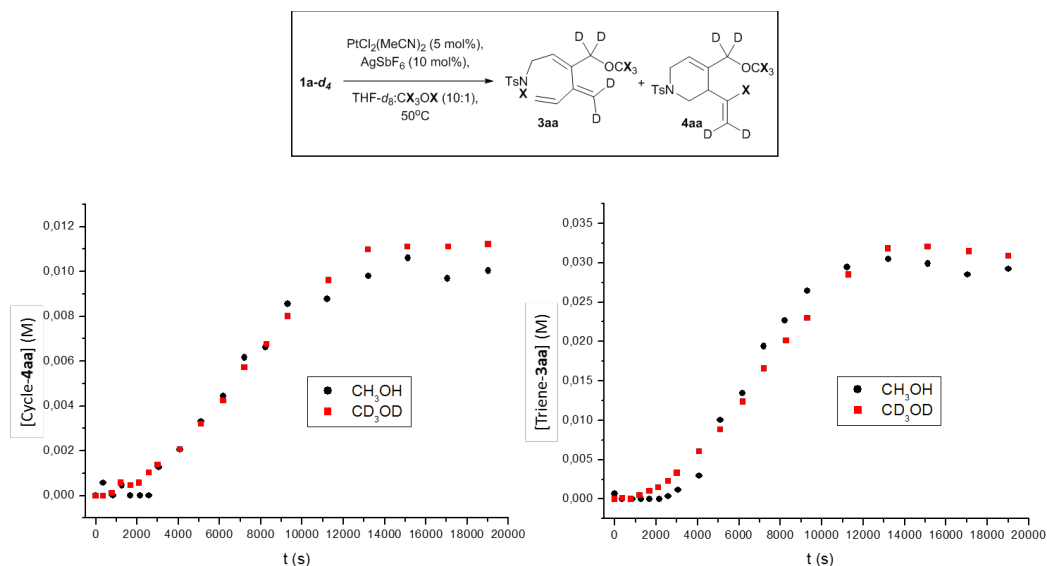 PtCl2(MeCN)2 (5 mol%),
AgSbF6 (10 mol%),
1a-d4
THF-d8:CX3OX (10:1),
50°C
D D
OCX3
TsN
X
D
D
3aa
+
D D
OCX3
TsN
X
D D
4aa
[Cycle-4aa] (M)
0,012
0,010
0,008
0,006
0,004
0,002
0,000
CH3OH
CD3OD
0 2000 4000 6000 8000 10000 12000 14000 16000 18000 20000
t (s)
[Triene-3aa] (M)
0,035
0,030
0,025
0,020
0,015
0,010
0,005
0,000
CH3OH
CD3OD
0 2000 4000 6000 8000 10000 12000 14000 16000 18000 20000
t (s)